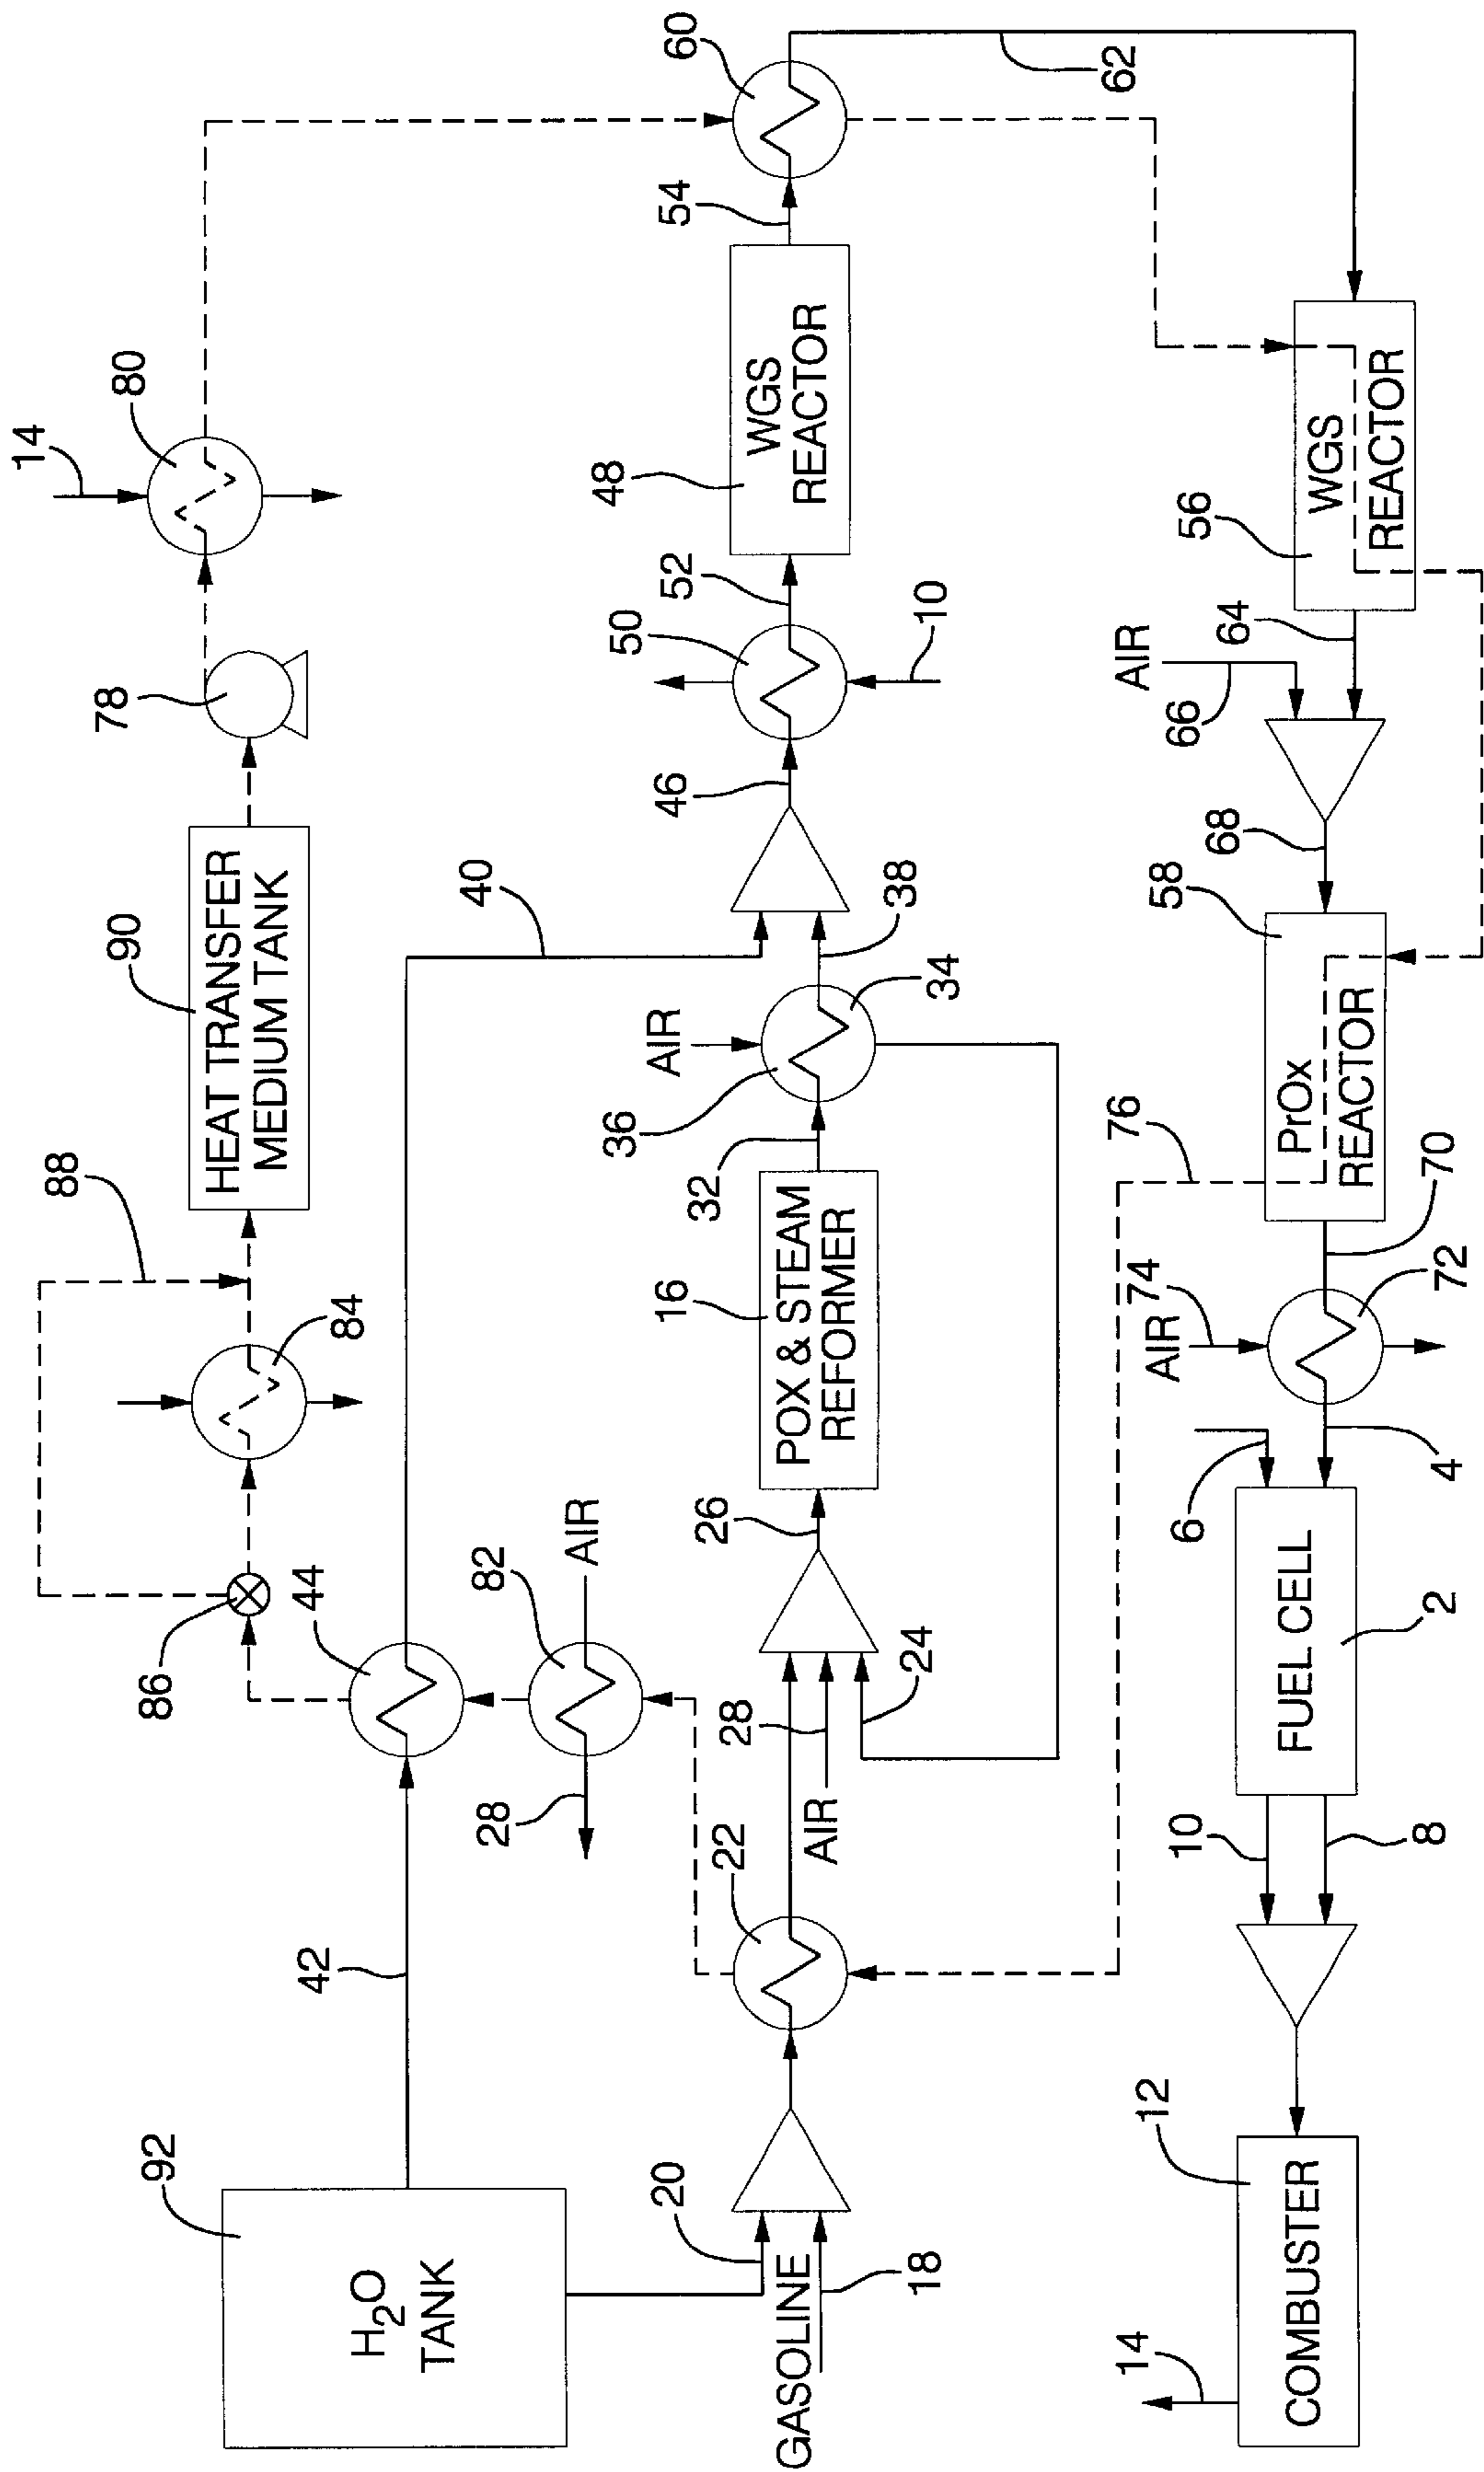 88
14
92
86
90
78
80
HEAT TRANSFER
MEDIUM TANK
42
44
84
H₂O
TANK
28
82
AIR
40
20
22
28
26
16
32
36
AIR
46
50
52
48
54
60
GASOLINE
AIR
POX & STEAM
REFORMER
WGS
REACTOR
18
24
34
38
10
62
14
12
10
6
AIR
74
76
58
68
66
AIR
64
56
COMBUSTER
FUEL CELL
PrOx
REACTOR
WGS
REACTOR
8
2
4
72
70